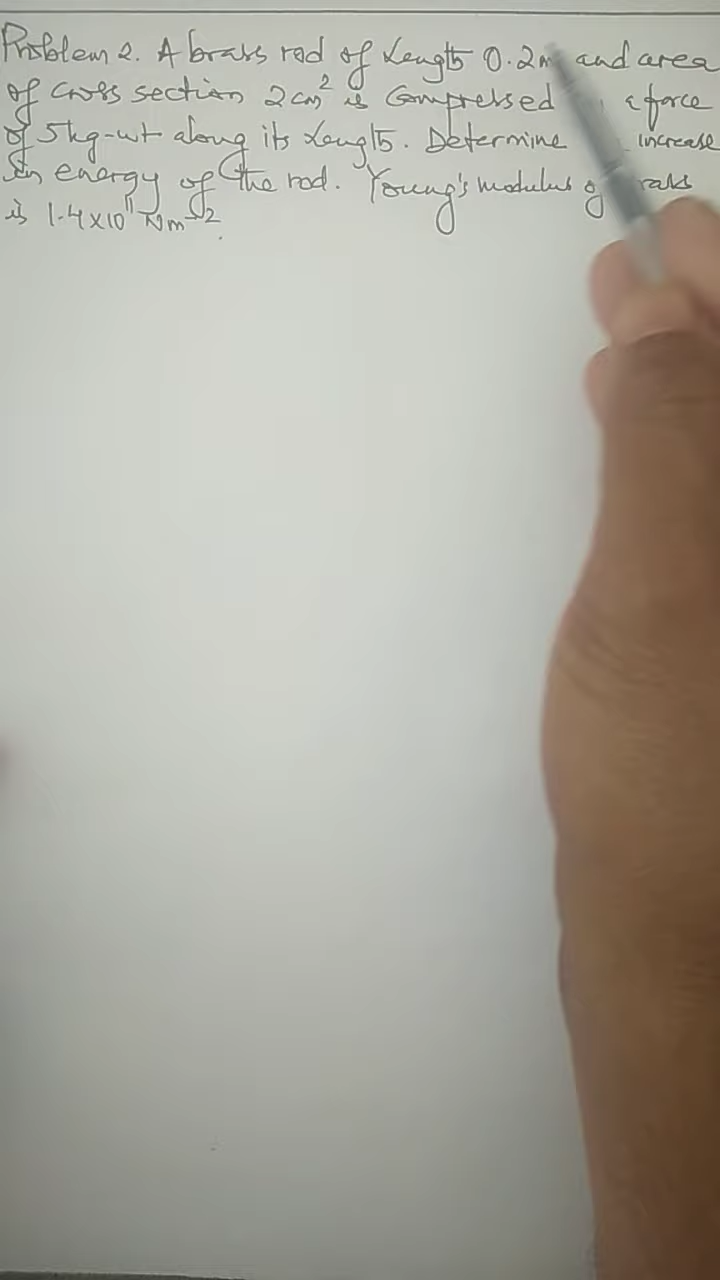 Problem 2. A brass rod of Length 0.2m and area
of cross section 2cm² is Compressed a force
of 5kg-wt along its Length. Determine increase
in energy of the rod. Young's modulus
is 1.4×10¹¹ Nm⁻².